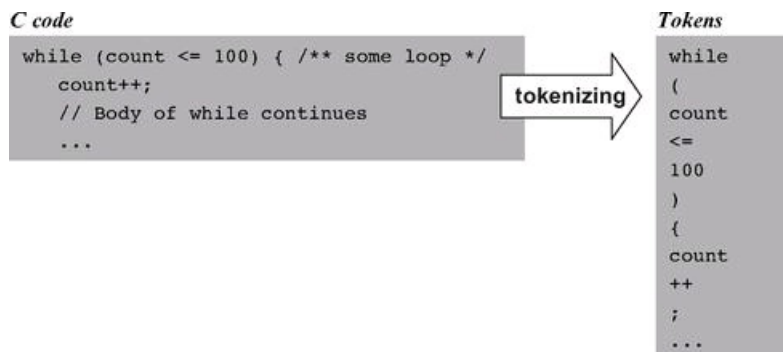 C code
while (count <= 100) { /** some loop */
count++;
// Body of while continues
...
tokenizing
Tokens
while
(
count
<=
100
)
{
count
++
;
...